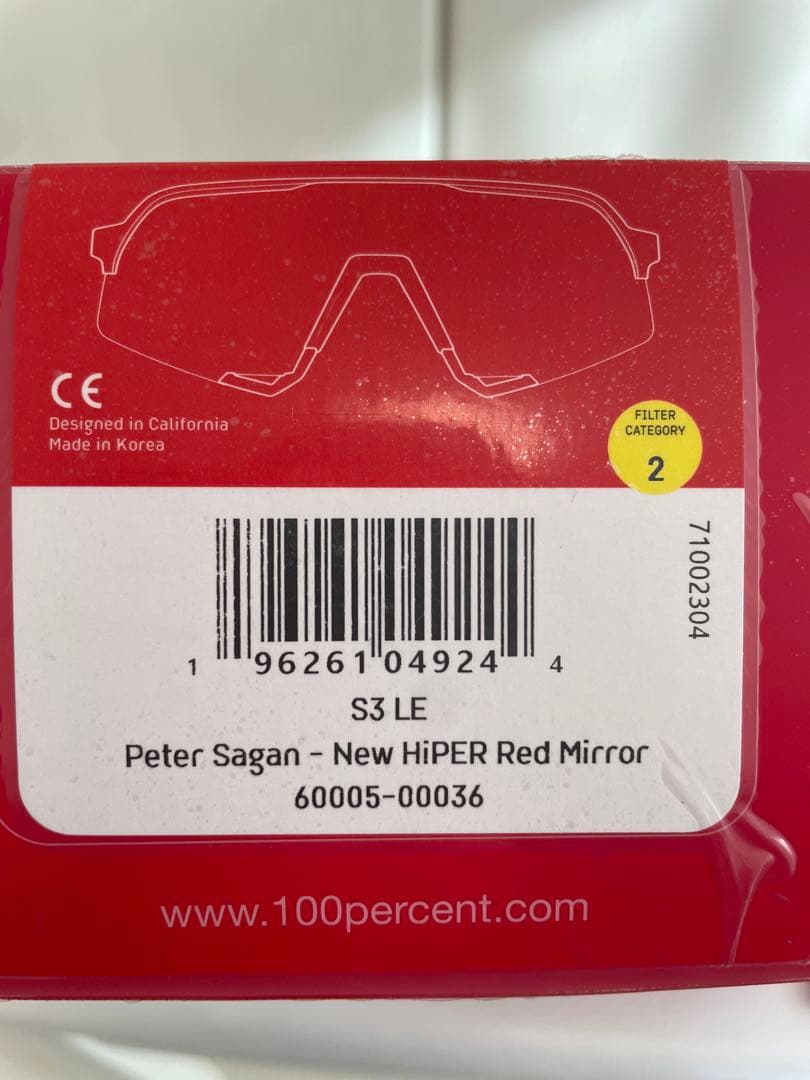 CE
Designed in California
Made in Korea
FILTER
CATEGORY
2
71002304
1 96261 04924 4
S3 LE
Peter Sagan - New HiPER Red Mirror
60005-00036
www.100percent.com